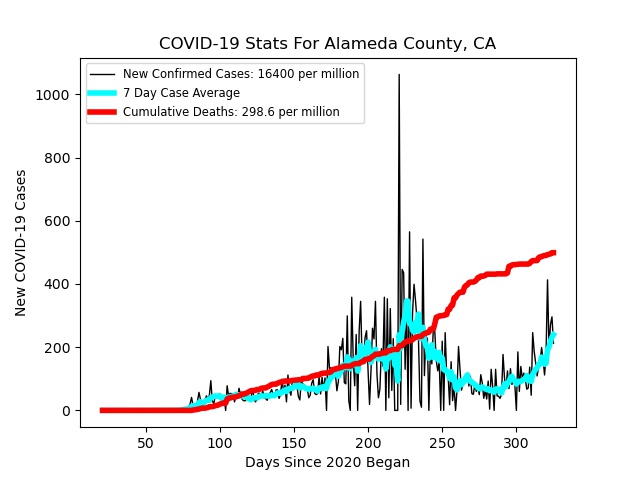 COVID-19 Stats For Alameda County, CA
New Confirmed Cases: 16400 per million
7 Day Case Average
Cumulative Deaths: 298.6 per million
New COVID-19 Cases
1000
800
600
400
200
0
50 100 150 200 250 300
Days Since 2020 Began